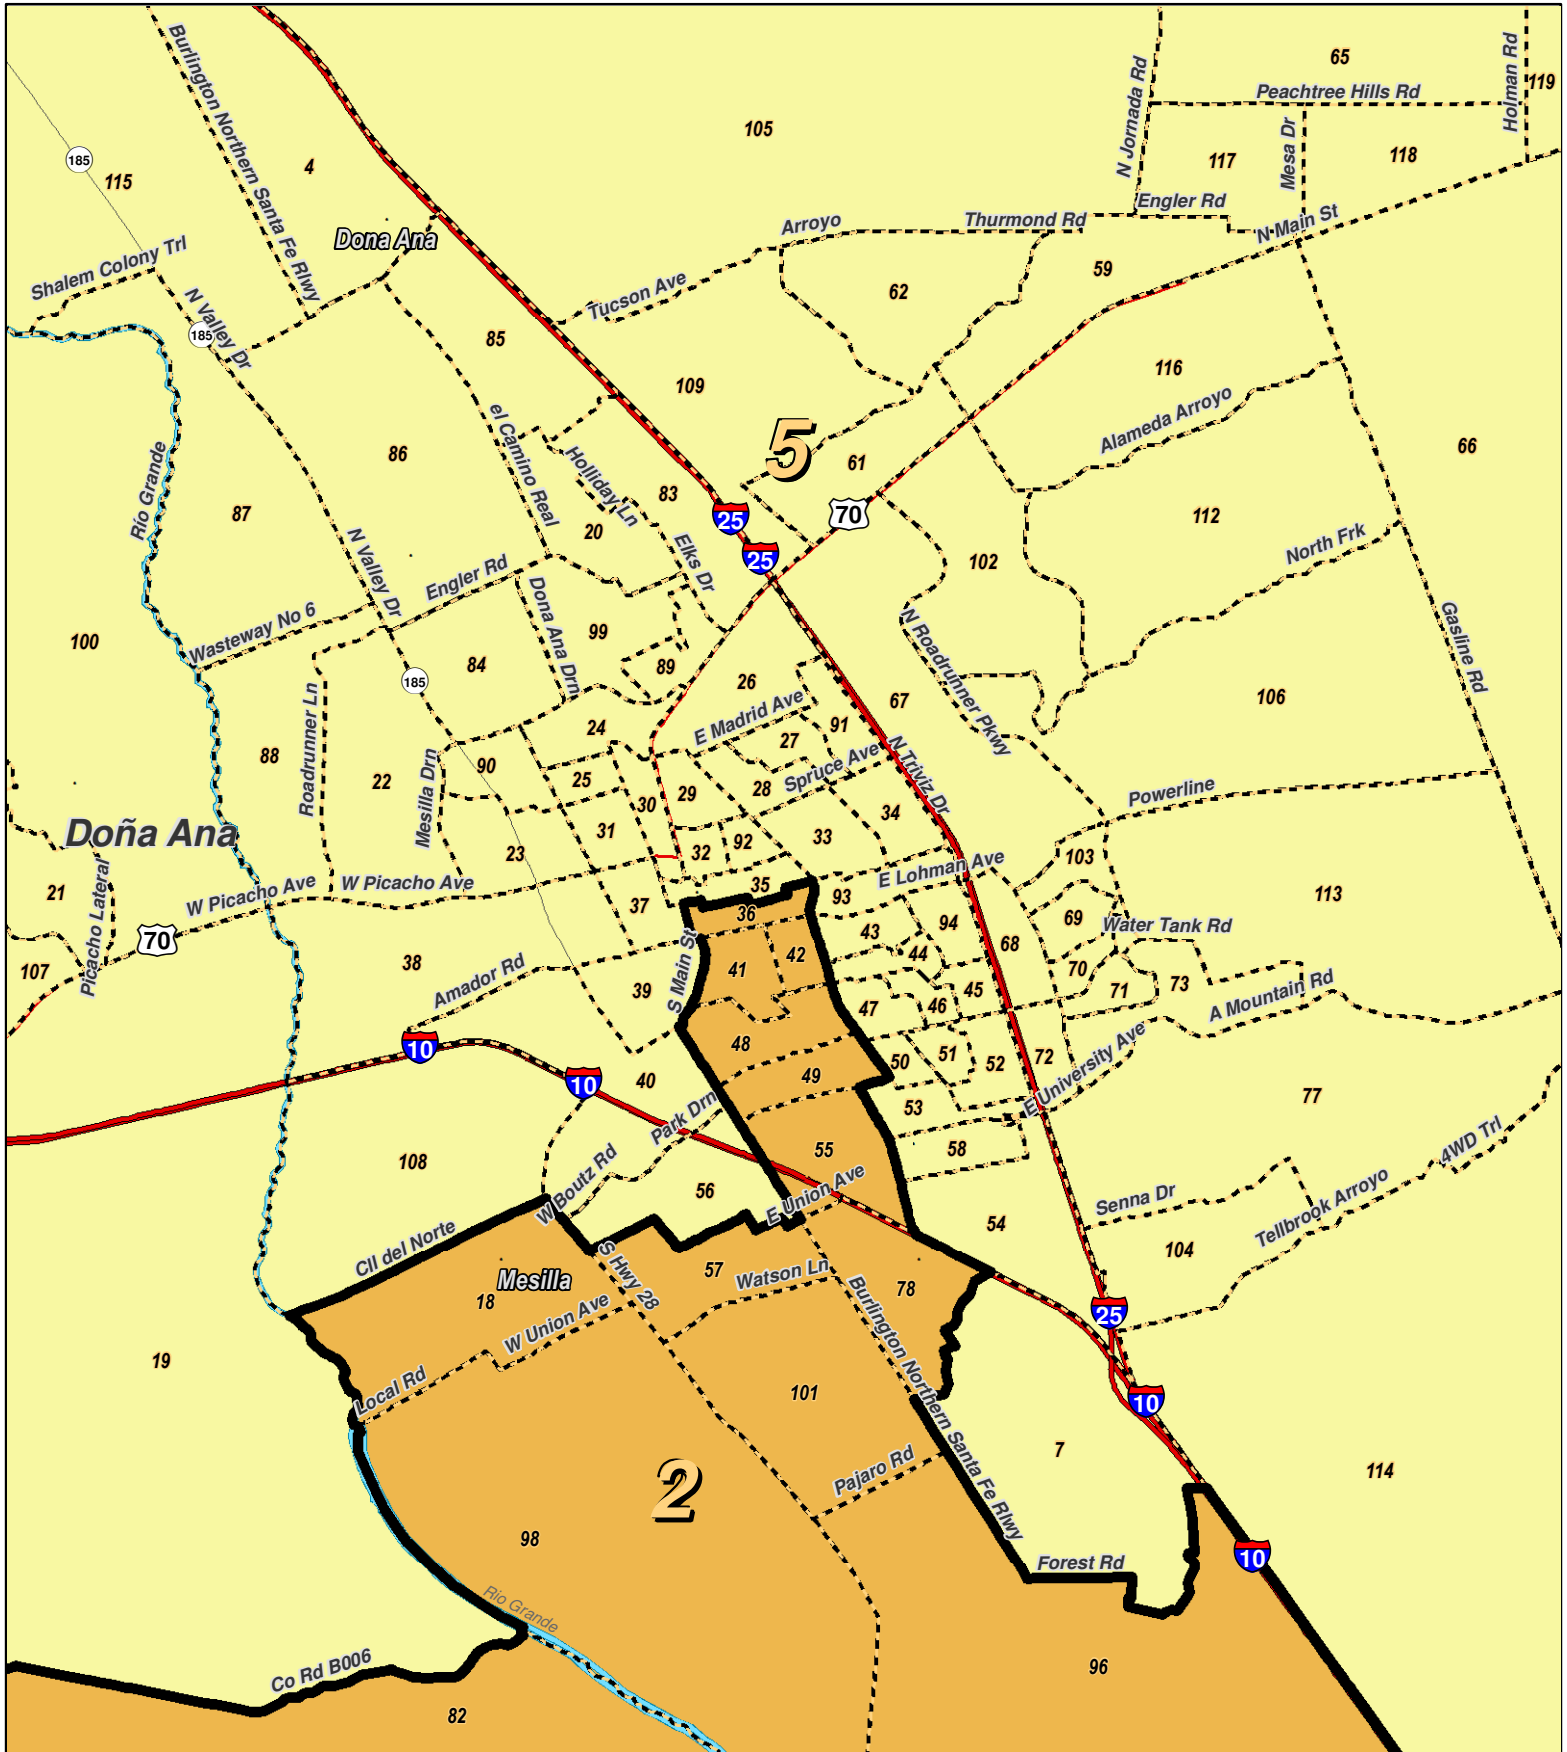 65
Holman Rd
119
Peachtree Hills Rd
N Jornada Rd
Mesa Dr
117
118
Burlington Northern Santa Fe Rlwy
105
4
185
115
Engler Rd
Arroyo
Thurmond Rd
N Main St
Dona Ana
Shalem Colony Trl
59
62
Tucson Ave
N Valley Dr
185
85
116
109
Alameda Arroyo
el Camino Real
5
66
86
Holliday Ln
61
Rio Grande
83
87
25
70
112
20
N Valley Dr
25
North Frk
Elks Dr
102
Engler Rd
Dona Ana Drn
Wasteway No 6
99
100
N Roadrunner Pkwy
Gasline Rd
84
89
185
26
67
106
Roadrunner Ln
E Madrid Ave
91
24
27
N Triviz Dr
88
90
22
Mesilla Drn
25
29
28
Spruce Ave
30
Powerline
34
Doña Ana
31
33
92
32
23
103
E Lohman Ave
W Picacho Ave
W Picacho Ave
35
93
21
Picacho Lateral
37
36
113
69
Water Tank Rd
94
43
68
70
S Main St
42
44
38
Amador Rd
41
107
70
73
45
71
39
46
47
A Mountain Rd
10
48
51
50
52
72
E University Ave
10
40
49
77
Park Drn
53
55
58
4WD Trl
108
W Boutz Rd
56
E Union Ave
Senna Dr
Tellbrook Arroyo
54
Cll del Norte
104
S Hwy 28
57
Watson Ln
Mesilla
78
18
W Union Ave
Burlington Northern Santa Fe Rlwy
25
19
Local Rd
101
10
7
Pajaro Rd
114
2
98
10
Forest Rd
Rio Grande
Co Rd B006
96
82